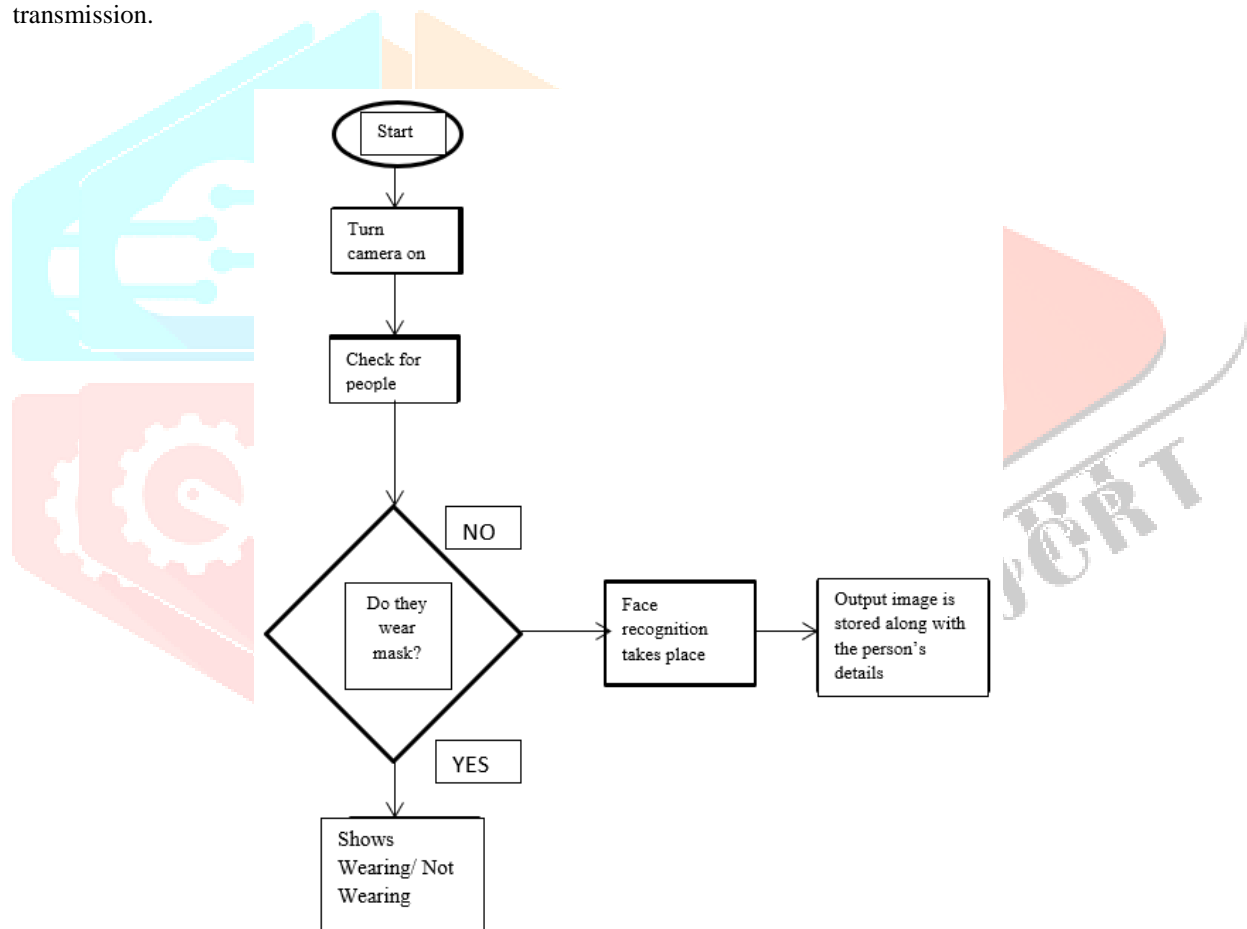 transmission.
Start
Turn
camera on
Check for
people
NO
Do they
wear
mask?
Face
recognition
takes place
Output image is
stored along with
the person’s
details
YES
Shows
Wearing/ Not
Wearing